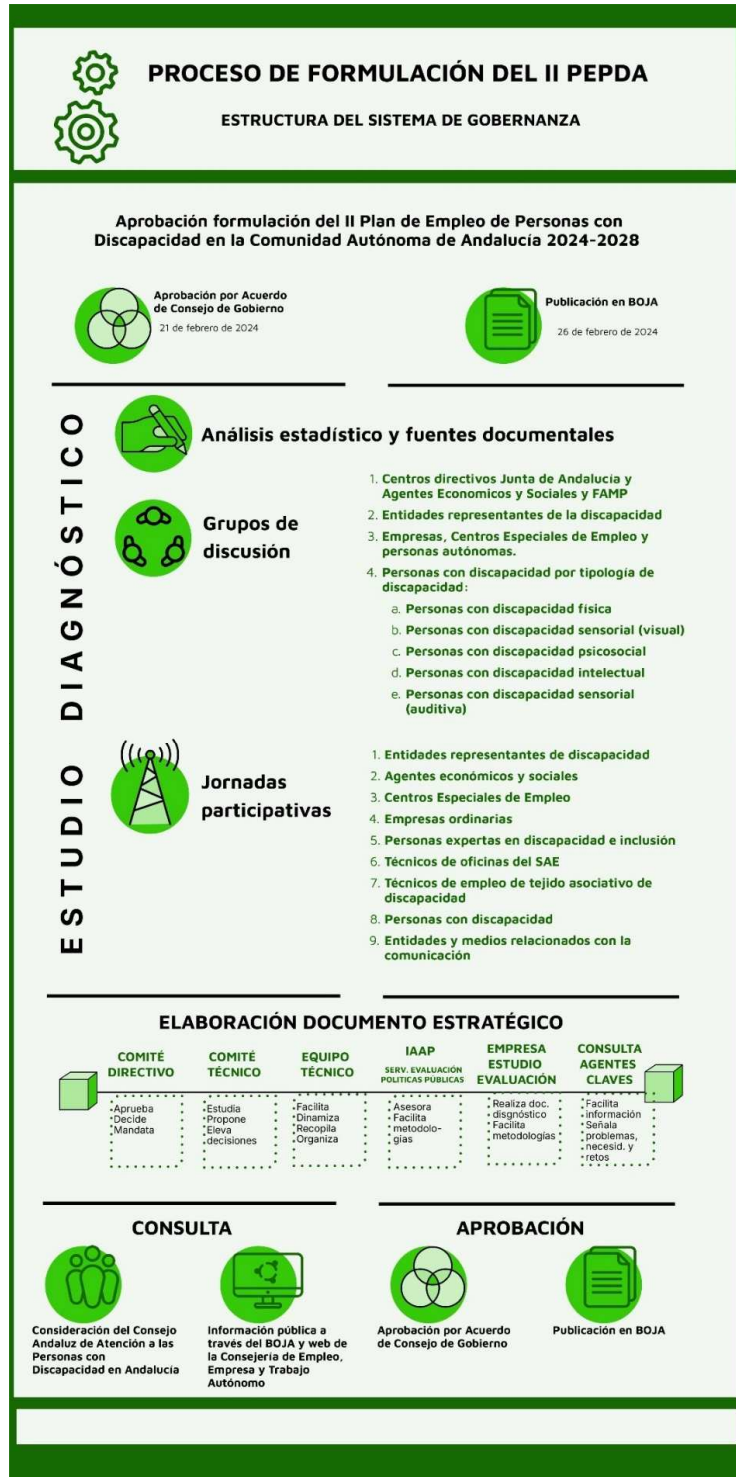 PROCESO DE FORMULACIÓN DEL II PEPDA
ESTRUCTURA DEL SISTEMA DE GOBERNANZA
Aprobación formulación del II Plan de Empleo de Personas con
Discapacidad en la Comunidad Autónoma de Andalucía 2024-2028
Aprobación por Acuerdo
de Consejo de Gobierno
21 de febrero de 2024
Publicación en BOJA
26 de febrero de 2024
ESTUDIO DIAGNÓSTICO
Análisis estadístico y fuentes documentales
Grupos de
discusión
1. Centros directivos Junta de Andalucía y
Agentes Economicos y Sociales y FAMP
2. Entidades representantes de la discapacidad
3. Empresas, Centros Especiales de Empleo y
personas autónomas.
4. Personas con discapacidad por tipología de
discapacidad:
a. Personas con discapacidad física
b. Personas con discapacidad sensorial (visual)
c. Personas con discapacidad psicosocial
d. Personas con discapacidad intelectual
e. Personas con discapacidad sensorial
(auditiva)
Jornadas
participativas
1. Entidades representantes de discapacidad
2. Agentes económicos y sociales
3. Centros Especiales de Empleo
4. Empresas ordinarias
5. Personas expertas en discapacidad e inclusión
6. Técnicos de oficinas del SAE
7. Técnicos de empleo de tejido asociativo de
discapacidad
8. Personas con discapacidad
9. Entidades y medios relacionados con la
comunicación
ELABORACIÓN DOCUMENTO ESTRATÉGICO
COMITÉ
DIRECTIVO
Aprueba
Decide
Mandata
COMITÉ
TÉCNICO
Estudia
Propone
Eleva
decisiones
EQUIPO
TÉCNICO
Facilita
Dinamiza
Recopila
Organiza
IAAP
SERV. EVALUACIÓN
POLITICAS PÚBLICAS
Asesora
Facilita
metodolo-
gias
EMPRESA
ESTUDIO
EVALUACIÓN
Realiza doc.
disgnóstico
Facilita
metodologías
CONSULTA
AGENTES
CLAVES
Facilita
información
Señala
problemas,
necesid. y
retos
CONSULTA
Consideración del Consejo
Andaluz de Atención a las
Personas con
Discapacidad en Andalucía
Información pública a
través del BOJA y web de
la Consejería de Empleo,
Empresa y Trabajo
Autónomo
APROBACIÓN
Aprobación por Acuerdo
de Consejo de Gobierno
Publicación en BOJA